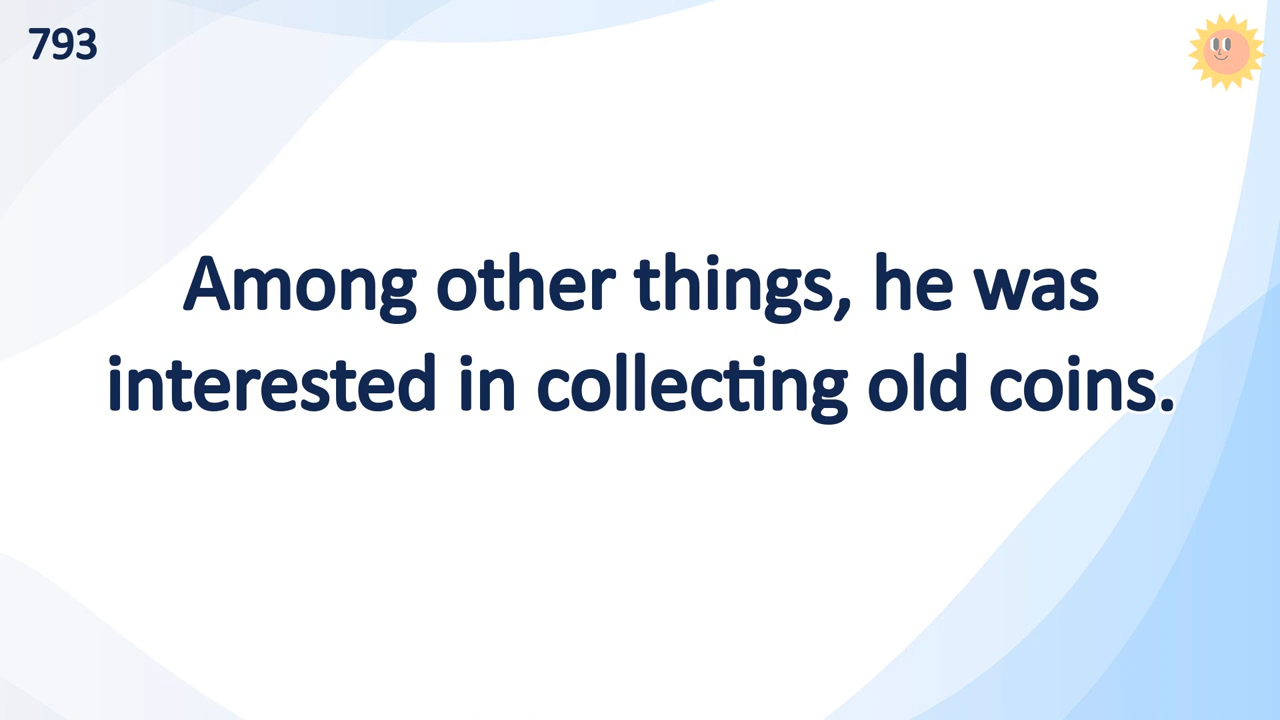 793
Among other things, he was
interested in collecting old coins.